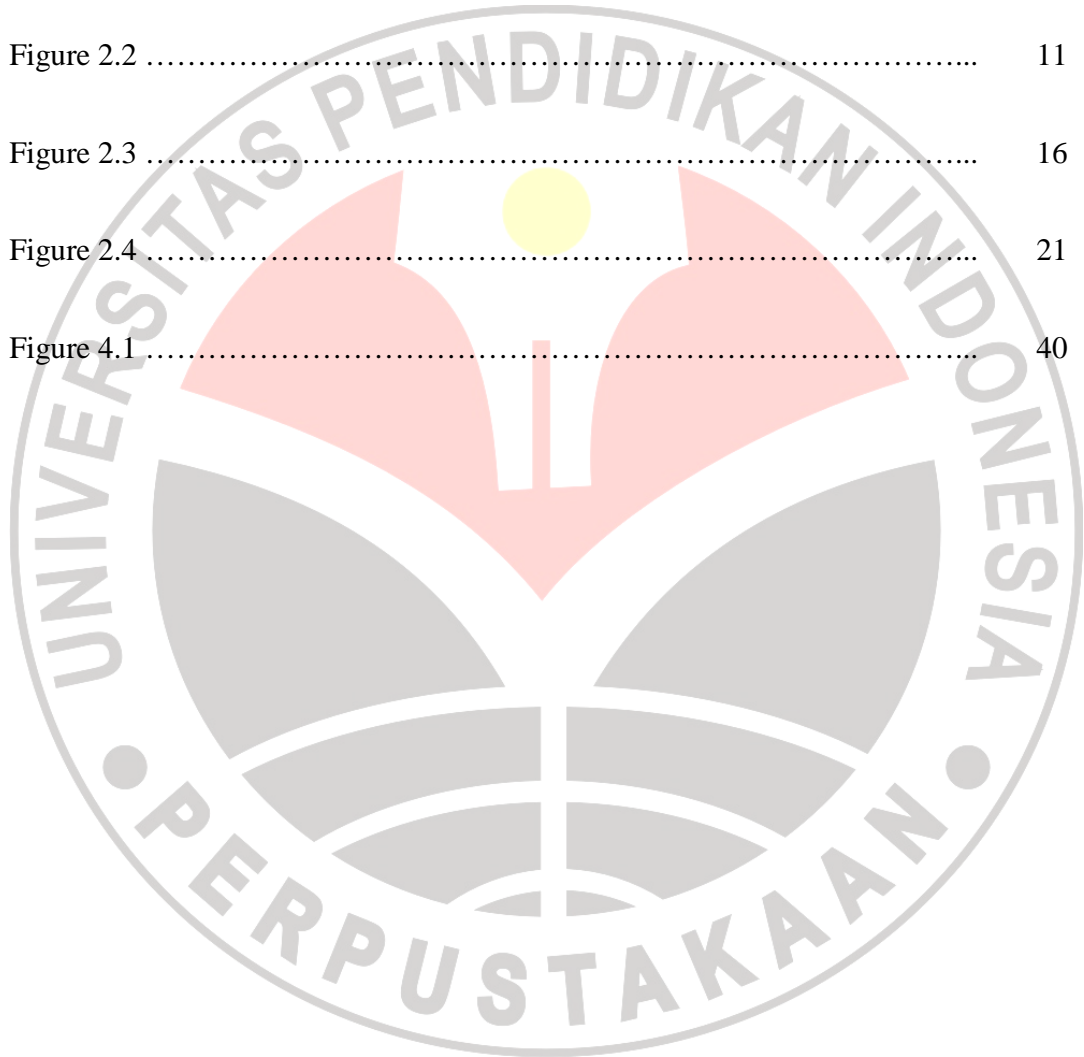 Figure 2.2 ……………………………………………………………………... 11
Figure 2.3 ……………………………………………………………………... 16
Figure 2.4 ……………………………………………………………………... 21
Figure 4.1 ……………………………………………………………………... 40
UNIVERSITAS PENDIDIKAN INDONESIA
PERPUSTAKAAN